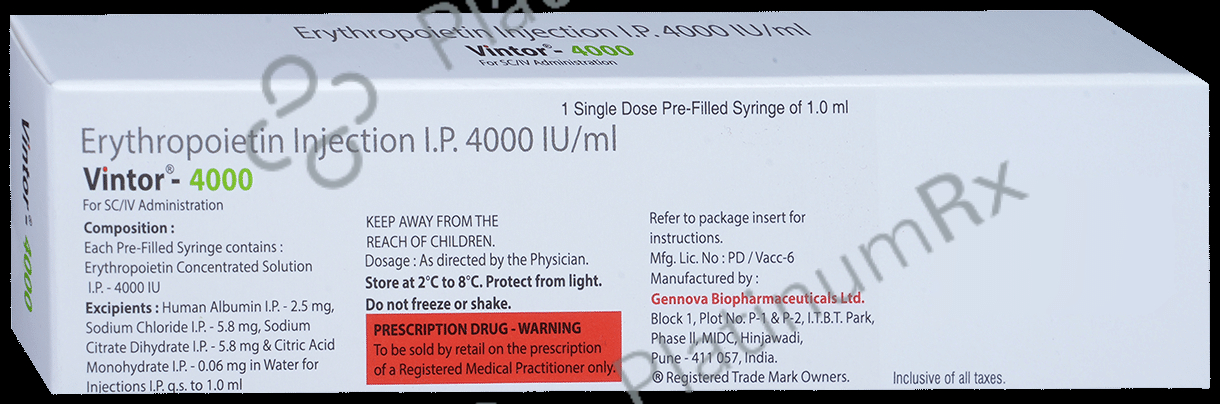 Erythropoietin Injection I.P. 4000 IU/ml
Vintor®- 4000
For SC/IV Administration
Vintor® 4000
1 Single Dose Pre-Filled Syringe of 1.0 ml
Erythropoietin Injection I.P. 4000 IU/ml
Vintor®- 4000
For SC/IV Administration
Composition :
Each Pre-Filled Syringe contains :
Erythropoietin Concentrated Solution
I.P. - 4000 IU
Excipients : Human Albumin I.P. - 2.5 mg,
Sodium Chloride I.P. - 5.8 mg, Sodium
Citrate Dihydrate I.P. - 5.8 mg & Citric Acid
Monohydrate I.P. - 0.06 mg in Water for
Injections I.P. q.s. to 1.0 ml
KEEP AWAY FROM THE
REACH OF CHILDREN.
Dosage : As directed by the Physician.
Store at 2°C to 8°C. Protect from light.
Do not freeze or shake.
PRESCRIPTION DRUG - WARNING
To be sold by retail on the prescription
of a Registered Medical Practitioner only.
Refer to package insert for
instructions.
Mfg. Lic. No : PD / Vacc-6
Manufactured by :
Gennova Biopharmaceuticals Ltd.
Block 1, Plot No. P-1 & P-2, I.T.B.T. Park,
Phase II, MIDC, Hinjawadi,
Pune - 411 057, India.
® Registered Trade Mark Owners.
Inclusive of all taxes.
PlatinumRx